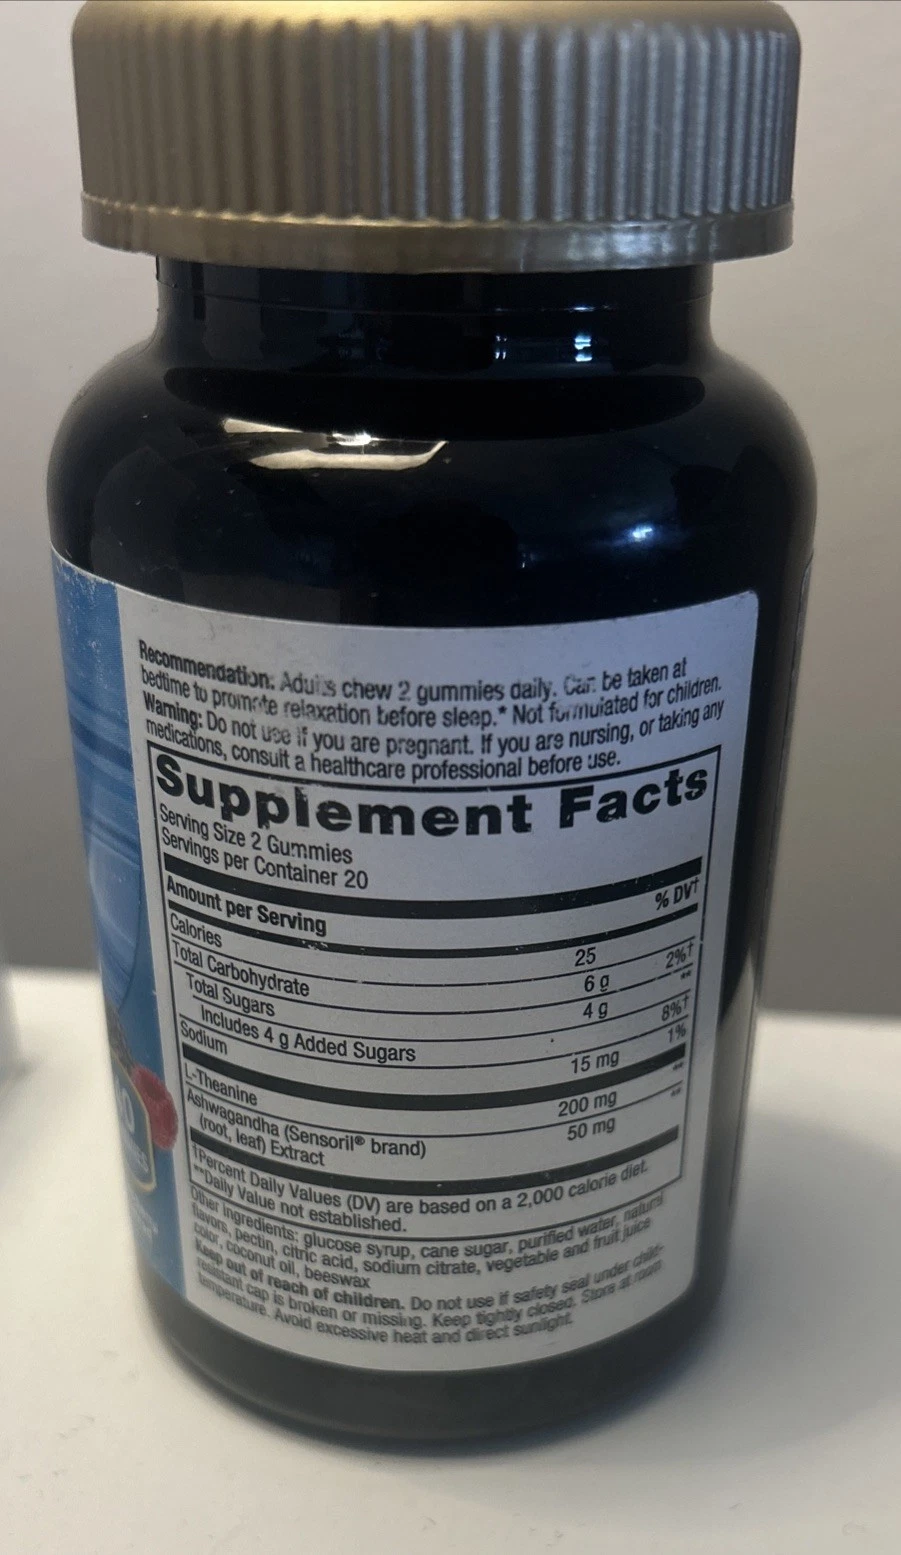 Recommendation: Adults chew 2 gummies daily. Can be taken at
bedtime to promote relaxation before sleep.* Not formulated for children.
Warning: Do not use if you are pregnant. If you are nursing, or taking any
medications, consult a healthcare professional before use.
Supplement Facts
Serving Size 2 Gummies
Servings per Container 20
Amount per Serving % DV†
Calories 25
Total Carbohydrate 6 g 2%†
Total Sugars 4 g **
Includes 4 g Added Sugars 8%†
Sodium 15 mg 1%
L-Theanine 200 mg **
Ashwagandha (Sensoril® brand) 50 mg **
(root, leaf) Extract
†Percent Daily Values (DV) are based on a 2,000 calorie diet.
**Daily Value not established.
Other ingredients: glucose syrup, cane sugar, purified water, natural
flavors, pectin, citric acid, sodium citrate, vegetable and fruit juice
color, coconut oil, beeswax
Keep out of reach of children. Do not use if safety seal under child-
resistant cap is broken or missing. Keep tightly closed. Store at room
temperature. Avoid excessive heat and direct sunlight.